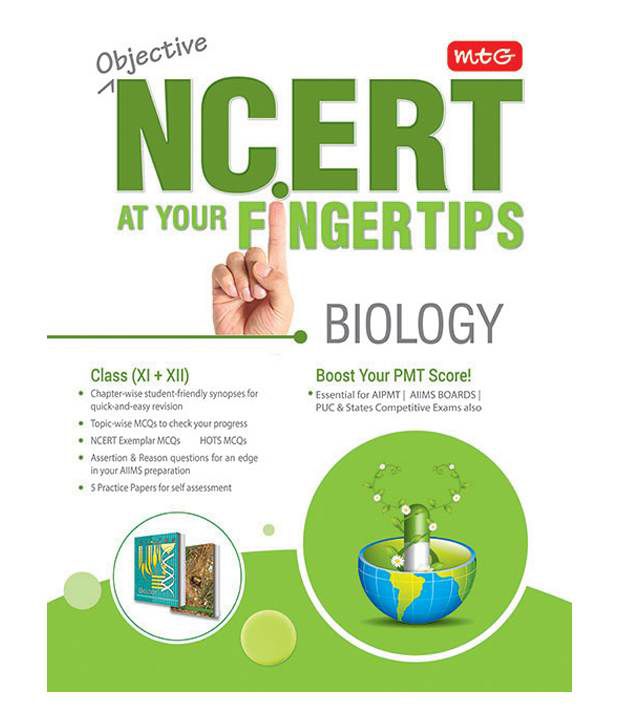 Objective
mtG
NCERT
AT YOUR FINGERTIPS
BIOLOGY
Class (XI + XII)
• Chapter-wise student-friendly synopses for
quick-and-easy revision
• Topic-wise MCQs to check your progress
• NCERT Exemplar MCQs HOTS MCQs
• Assertion & Reason questions for an edge
in your AIIMS preparation
• 5 Practice Papers for self assessment
Boost Your PMT Score!
• Essential for AIPMT | AIIMS BOARDS |
PUC & States Competitive Exams also